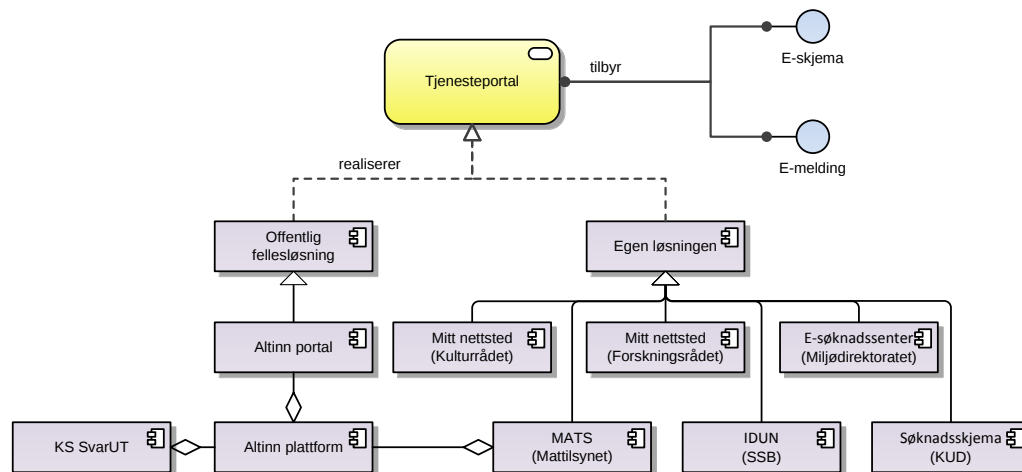 E-skjema
tilbyr
Tjenesteportal
E-melding
realiserer
Offentlig
fellesløsning
Egen løsningen
Altinn portal
Mitt nettsted
(Kulturrådet)
Mitt nettsted
(Forskningsrådet)
E-søknadssenter
(Miljødirektoratet)
KS SvarUT
Altinn plattform
MATS
(Mattilsynet)
IDUN
(SSB)
Søknadsskjema
(KUD)